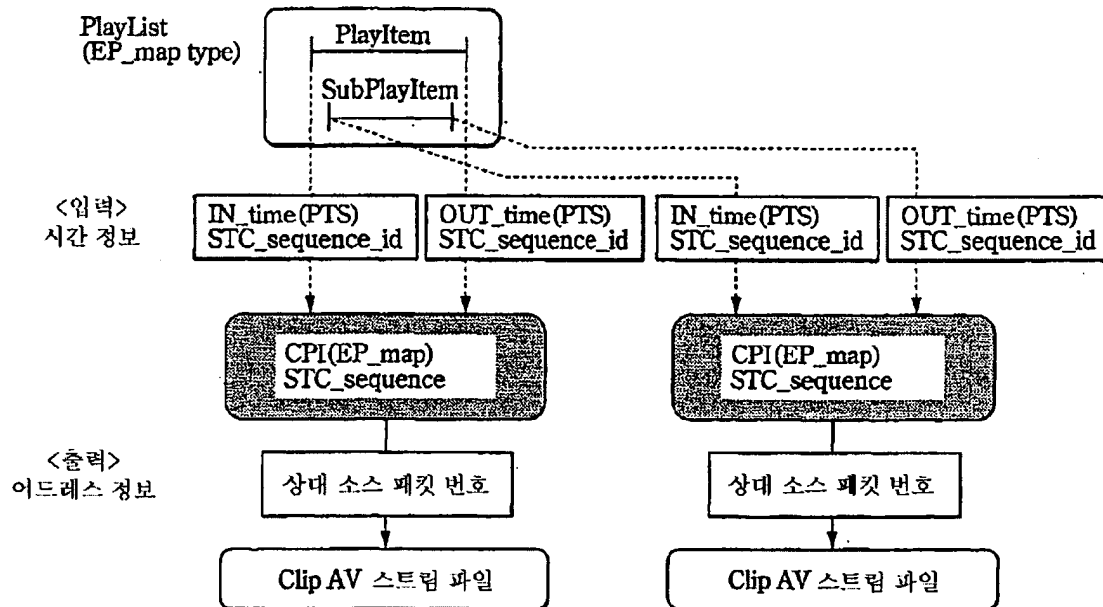 PlayList
(EP_map type)
PlayItem
SubPlayItem
<입력>
시간 정보
IN_time(PTS)
STC_sequence_id
OUT_time(PTS)
STC_sequence_id
IN_time(PTS)
STC_sequence_id
OUT_time(PTS)
STC_sequence_id
CPI(EP_map)
STC_sequence
CPI(EP_map)
STC_sequence
<출력>
어드레스 정보
상대 소스 패킷 번호
상대 소스 패킷 번호
Clip AV 스트림 파일
Clip AV 스트림 파일